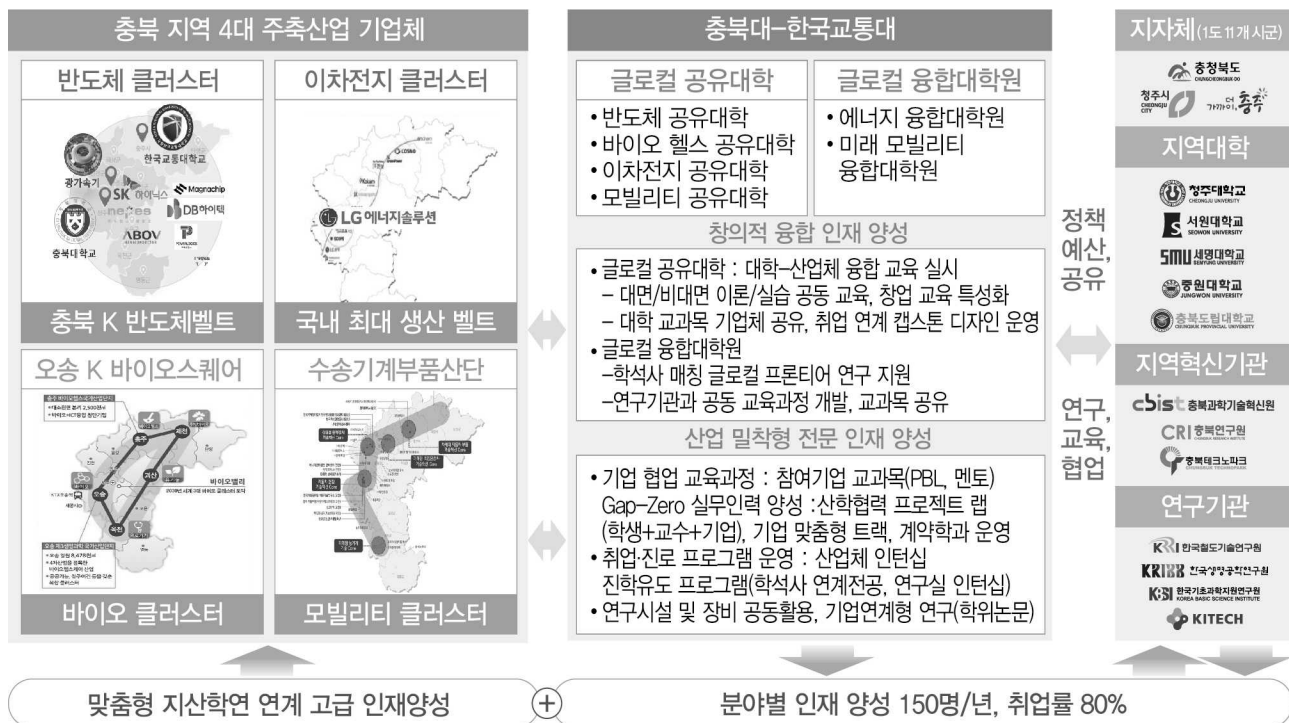 충북 지역 4대 주축산업 기업체
반도체 클러스터
한국교통대학교
광가속기
SK하이닉스
Magnachip
nepes
DB하이텍
ABOV
충북대학교
충북 K 반도체벨트
이차전지 클러스터
LG에너지솔루션
국내 최대 생산 벨트
오송 K 바이오스퀘어
충주
제천
괴산
오송
옥천
바이오밸리
바이오 클러스터
수송기계부품산단
모빌리티 클러스터
충북대-한국교통대
글로컬 공유대학
• 반도체 공유대학
• 바이오 헬스 공유대학
• 이차전지 공유대학
• 모빌리티 공유대학
글로컬 융합대학원
• 에너지 융합대학원
• 미래 모빌리티
융합대학원
창의적 융합 인재 양성
• 글로컬 공유대학 : 대학-산업체 융합 교육 실시
- 대면/비대면 이론/실습 공동 교육, 창업 교육 특성화
- 대학 교과목 기업체 공유, 취업 연계 캡스톤 디자인 운영
• 글로컬 융합대학원
-학석사 매칭 글로컬 프론티어 연구 지원
-연구기관과 공동 교육과정 개발, 교과목 공유
산업 밀착형 전문 인재 양성
• 기업 협업 교육과정 : 참여기업 교과목(PBL, 멘토)
Gap-Zero 실무인력 양성 :산학협력 프로젝트 랩
(학생+교수+기업), 기업 맞춤형 트랙, 계약학과 운영
• 취업·진로 프로그램 운영 : 산업체 인턴십
진학유도 프로그램(학석사 연계전공, 연구실 인턴십)
• 연구시설 및 장비 공동활용, 기업연계형 연구(학위논문)
정책
예산,
공유
연구,
교육,
협업
지자체(1도 11개 시군)
충청북도
CHUNGCHEONGBUK-DO
청주시
CHEONGJU
CITY
더 가까이, 충주
지역대학
청주대학교
CHEONGJU UNIVERSITY
서원대학교
SEOWON UNIVERSITY
SMU 세명대학교
SEMYUNG UNIVERSITY
중원대학교
JUNGWON UNIVERSITY
충북도립대학교
CHUNGBUK PROVINCIAL UNIVERSITY
지역혁신기관
cbist 충북과학기술혁신원
CRI 충북연구원
충북테크노파크
CHUNGBUK TECHNOPARK
연구기관
KRRI 한국철도기술연구원
KRIBB 한국생명공학연구원
KBSI 한국기초과학지원연구원
KOREA BASIC SCIENCE INSTITUTE
KITECH
맞춤형 지산학연 연계 고급 인재양성
+
분야별 인재 양성 150명/년, 취업률 80%